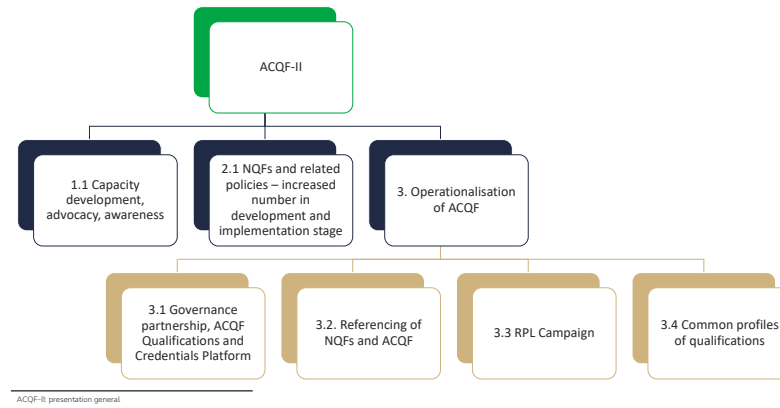 ACQF-II
1.1 Capacity
development,
advocacy, awareness
2.1 NQFs and related
policies – increased
number in
development and
implementation stage
3. Operationalisation
of ACQF
3.1 Governance
partnership, ACQF
Qualifications and
Credentials Platform
3.2. Referencing of
NQFs and ACQF
3.3 RPL Campaign
3.4 Common profiles
of qualifications
ACQF-II: presentation general